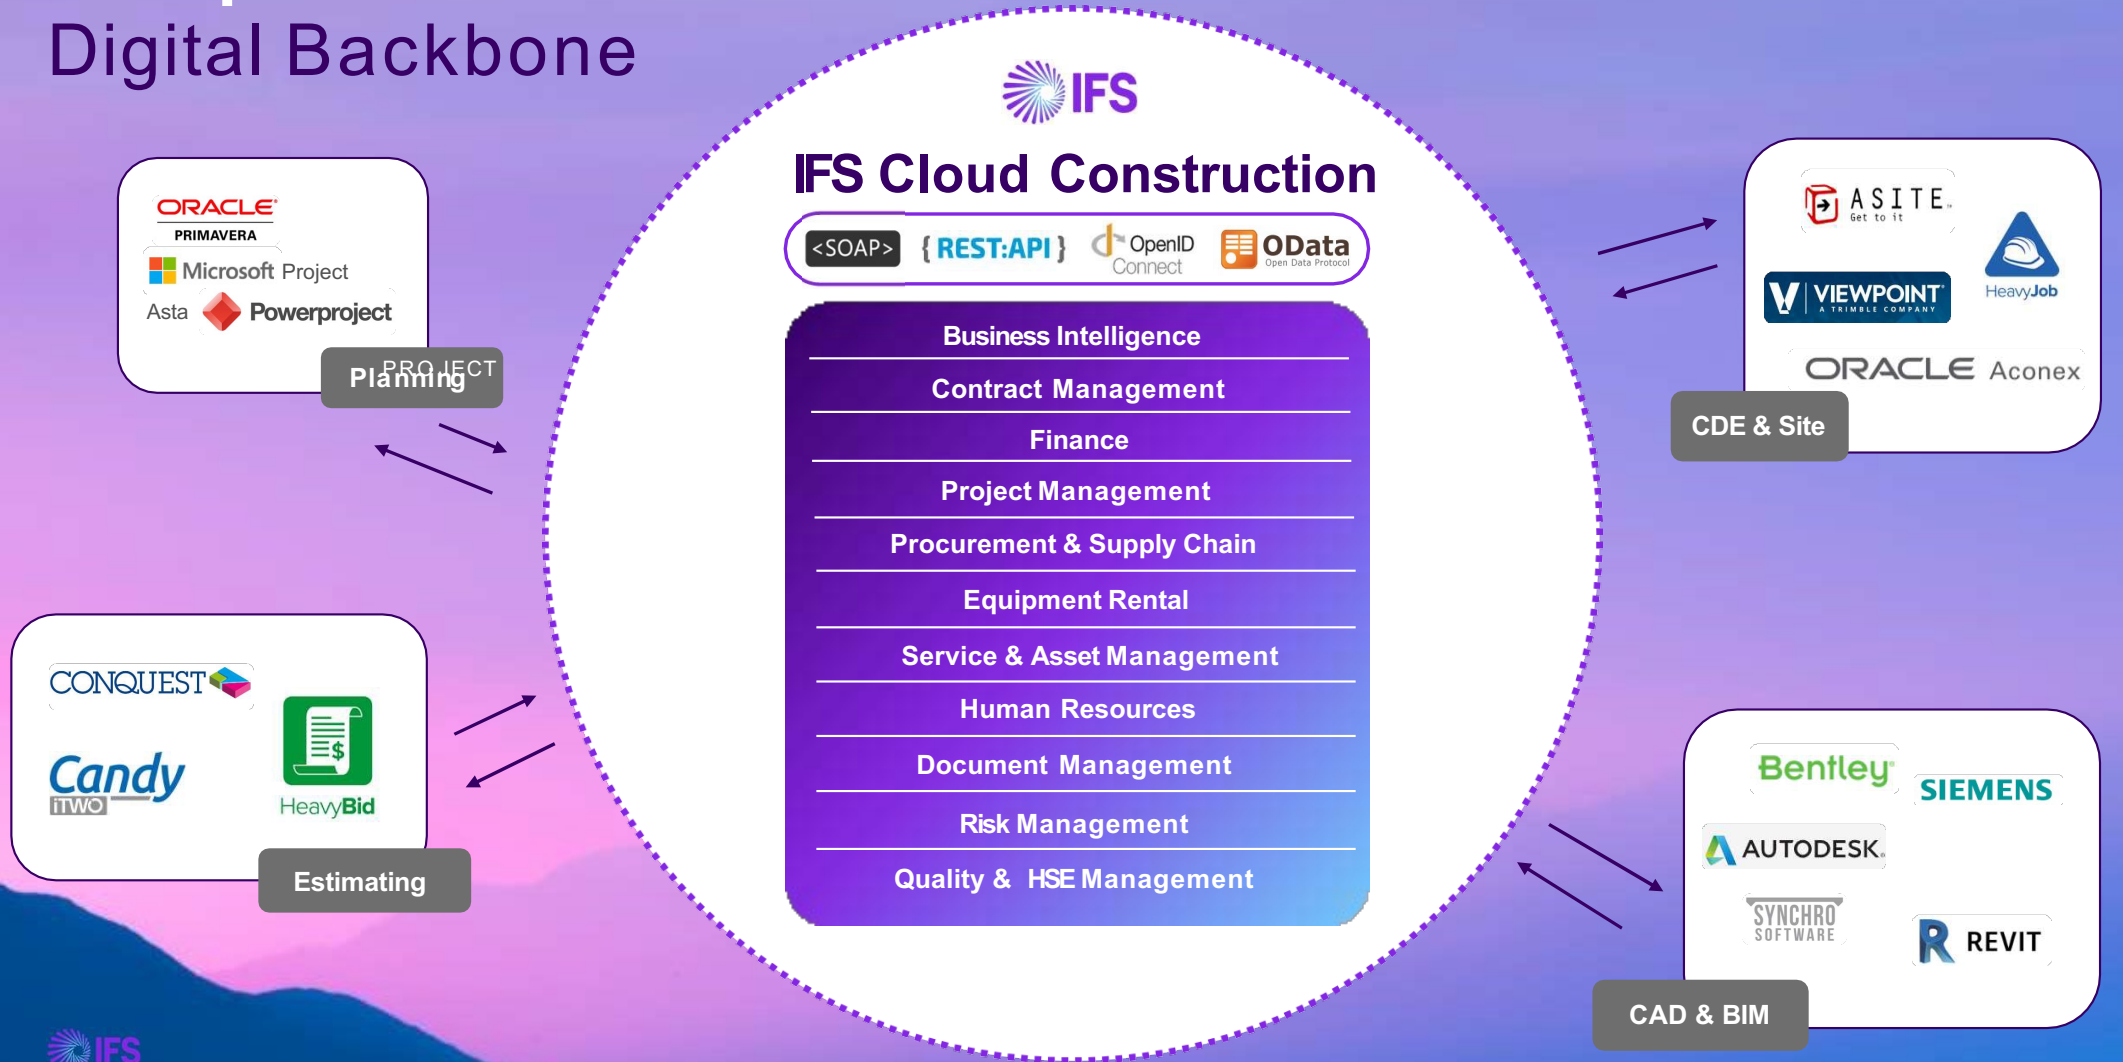 Digital Backbone
IFS
IFS Cloud Construction
<SOAP>
{ REST:API }
OpenID
Connect
OData
Open Data Protocol
Business Intelligence
Contract Management
Finance
Project Management
Procurement & Supply Chain
Equipment Rental
Service & Asset Management
Human Resources
Document Management
Risk Management
Quality & HSE Management
ORACLE
PRIMAVERA
Microsoft Project
Asta Powerproject
PROJECT
Planning
CONQUEST
Candy
iTWO
HeavyBid
Estimating
ASITE
Get to it
HeavyJob
VIEWPOINT
A TRIMBLE COMPANY
ORACLE Aconex
CDE & Site
Bentley
SIEMENS
AUTODESK
SYNCHRO
SOFTWARE
REVIT
CAD & BIM
IFS